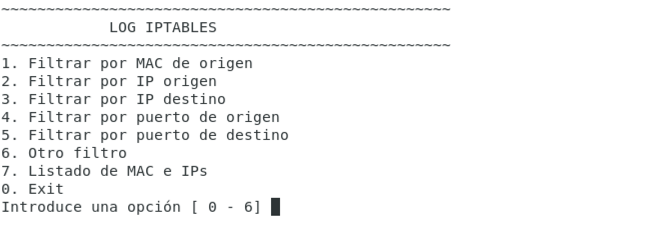 ~~~~~~~~~~~~~~~~~~~~~~~~~~~~~~~~~~~~~~~~~~~~~~~~~~
LOG IPTABLES
~~~~~~~~~~~~~~~~~~~~~~~~~~~~~~~~~~~~~~~~~~~~~~~~~~
1. Filtrar por MAC de origen
2. Filtrar por IP origen
3. Filtrar por IP destino
4. Filtrar por puerto de origen
5. Filtrar por puerto de destino
6. Otro filtro
7. Listado de MAC e IPs
0. Exit
Introduce una opción [ 0 - 6]